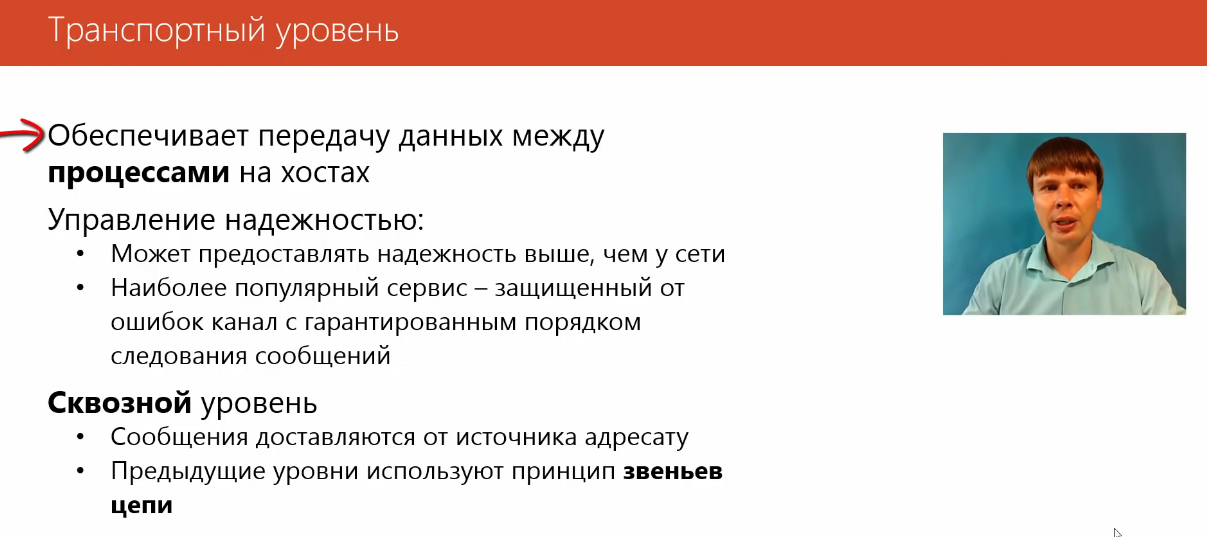 Транспортный уровень
Обеспечивает передачу данных между
процессами на хостах
Управление надежностью:
• Может предоставлять надежность выше, чем у сети
• Наиболее популярный сервис – защищенный от
ошибок канал с гарантированным порядком
следования сообщений
Сквозной уровень
• Сообщения доставляются от источника адресату
• Предыдущие уровни используют принцип звеньев
цепи